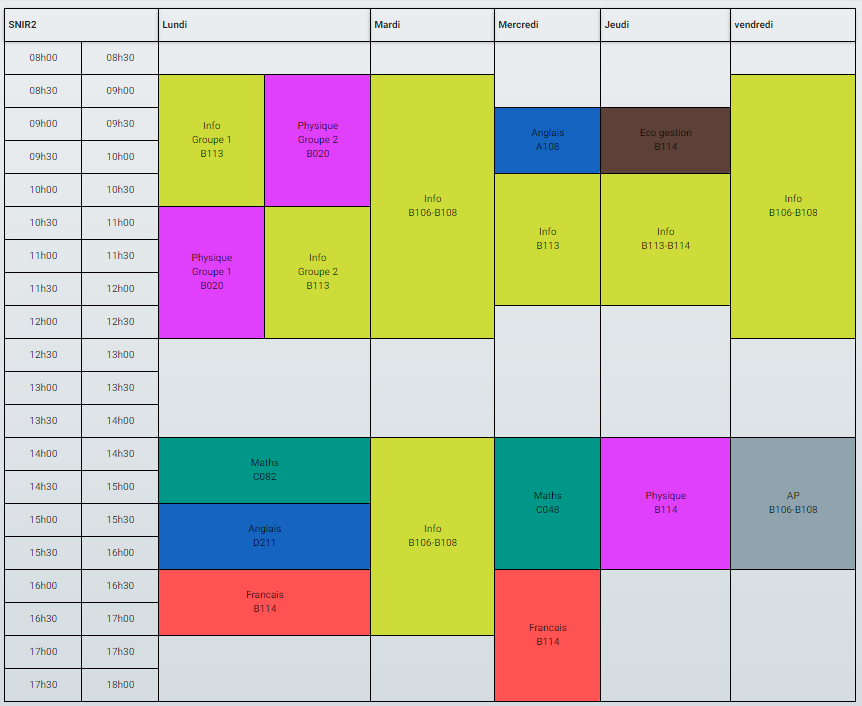 SNIR2 Lundi Mardi Mercredi Jeudi vendredi
08h00 08h30
08h30 09h00
09h00 09h30
09h30 10h00
10h00 10h30
10h30 11h00
11h00 11h30
11h30 12h00
12h00 12h30
12h30 13h00
13h00 13h30
13h30 14h00
14h00 14h30
14h30 15h00
15h00 15h30
15h30 16h00
16h00 16h30
16h30 17h00
17h00 17h30
17h30 18h00
Info
Groupe 1
B113
Physique
Groupe 2
B020
Physique
Groupe 1
B020
Info
Groupe 2
B113
Maths
C082
Anglais
D211
Francais
B114
Info
B106-B108
Info
B106-B108
Anglais
A108
Info
B113
Maths
C048
Francais
B114
Eco gestion
B114
Info
B113-B114
Physique
B114
Info
B106-B108
AP
B106-B108